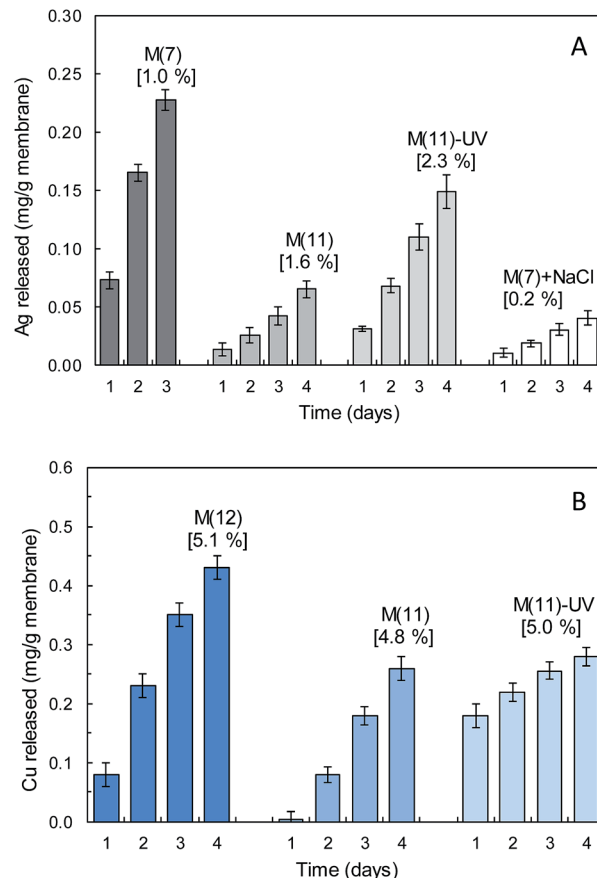 A
Ag released (mg/g membrane)
0.30
0.25
0.20
0.15
0.10
0.05
0.00
M(7)
[1.0 %]
M(11)
[1.6 %]
M(11)-UV
[2.3 %]
M(7)+NaCl
[0.2 %]
1 2 3 1 2 3 4 1 2 3 4 1 2 3 4
Time (days)
B
Cu released (mg/g membrane)
0.6
0.5
0.4
0.3
0.2
0.1
0.0
M(12)
[5.1 %]
M(11)
[4.8 %]
M(11)-UV
[5.0 %]
1 2 3 4 1 2 3 4 1 2 3 4
Time (days)